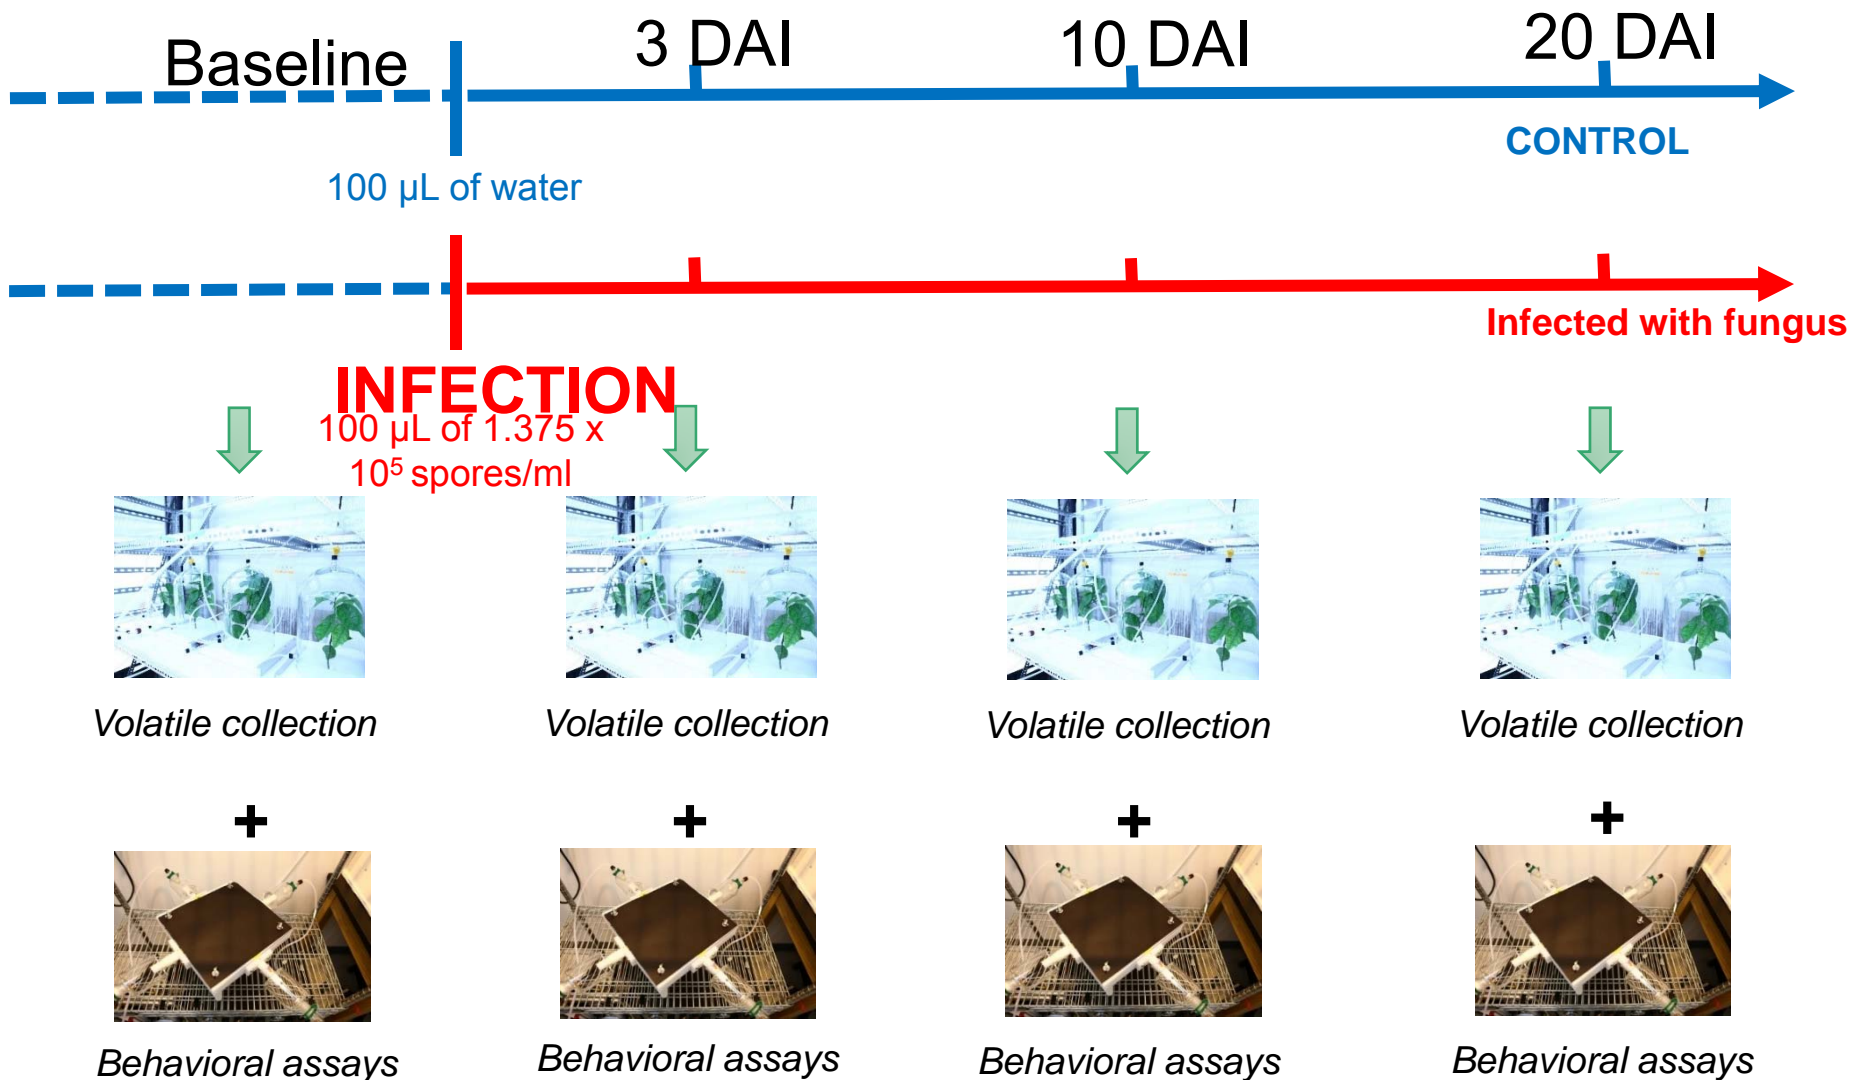 Baseline
3 DAI
10 DAI
20 DAI
CONTROL
100 µL of water
Infected with fungus
INFECTION
100 µL of 1.375 x
10⁵ spores/ml
Volatile collection
Volatile collection
Volatile collection
Volatile collection
+
+
+
+
Behavioral assays
Behavioral assays
Behavioral assays
Behavioral assays